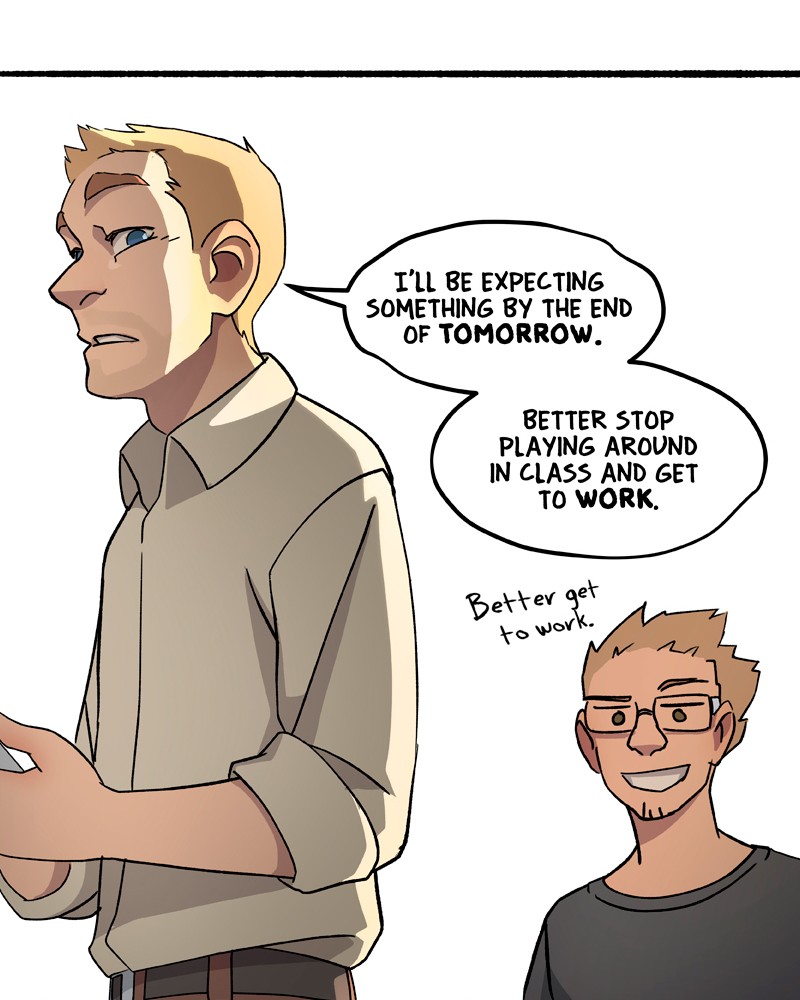 I'LL BE EXPECTING
SOMETHING BY THE END
OF TOMORROW.
BETTER STOP
PLAYING AROUND
IN CLASS AND GET
TO WORK.
Better get
to work.